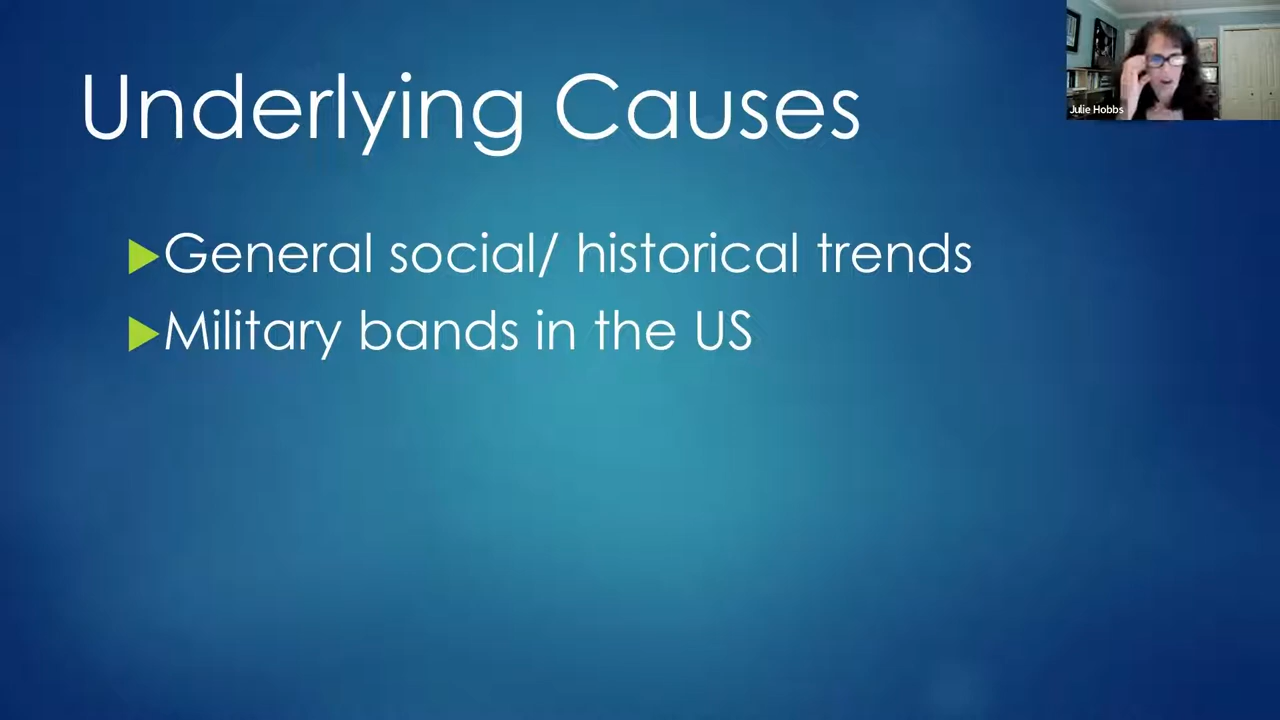 Underlying Causes
General social/ historical trends
Military bands in the US
Julie Hobbs